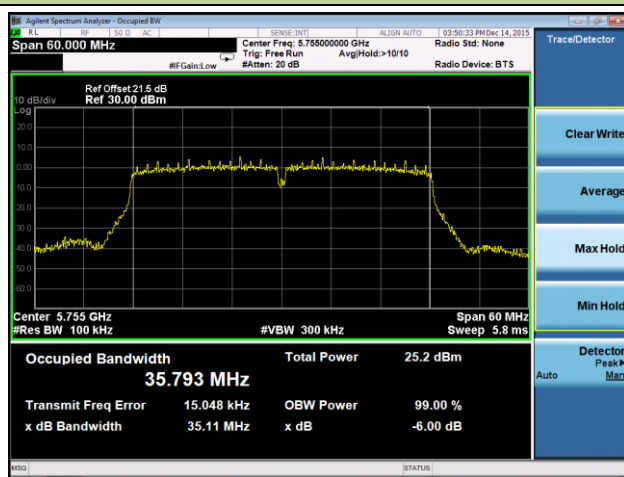 Agilent Spectrum Analyzer - Occupied BW
RL RF 50 Ω AC SENSE:INT ALIGN AUTO 03:50:33 PM Dec 14, 2015
Span 60.000 MHz
Center Freq: 5.755000000 GHz
Radio Std: None
Trig: Free Run Avg|Hold:>10/10
#IFGain:Low #Atten: 20 dB Radio Device: BTS
Trace/Detector
Ref Offset 21.5 dB
10 dB/div Ref 30.00 dBm
Log
20.0
10.0
0.00
-10.0
-20.0
-30.0
-40.0
-50.0
-60.0
Center 5.755 GHz Span 60 MHz
#Res BW 100 kHz #VBW 300 kHz Sweep 5.8 ms
Occupied Bandwidth Total Power 25.2 dBm
35.793 MHz
Transmit Freq Error 15.048 kHz OBW Power 99.00 %
x dB Bandwidth 35.11 MHz x dB -6.00 dB
Clear Write
Average
Max Hold
Min Hold
Detector
Peak▶
Auto Man
MSG STATUS